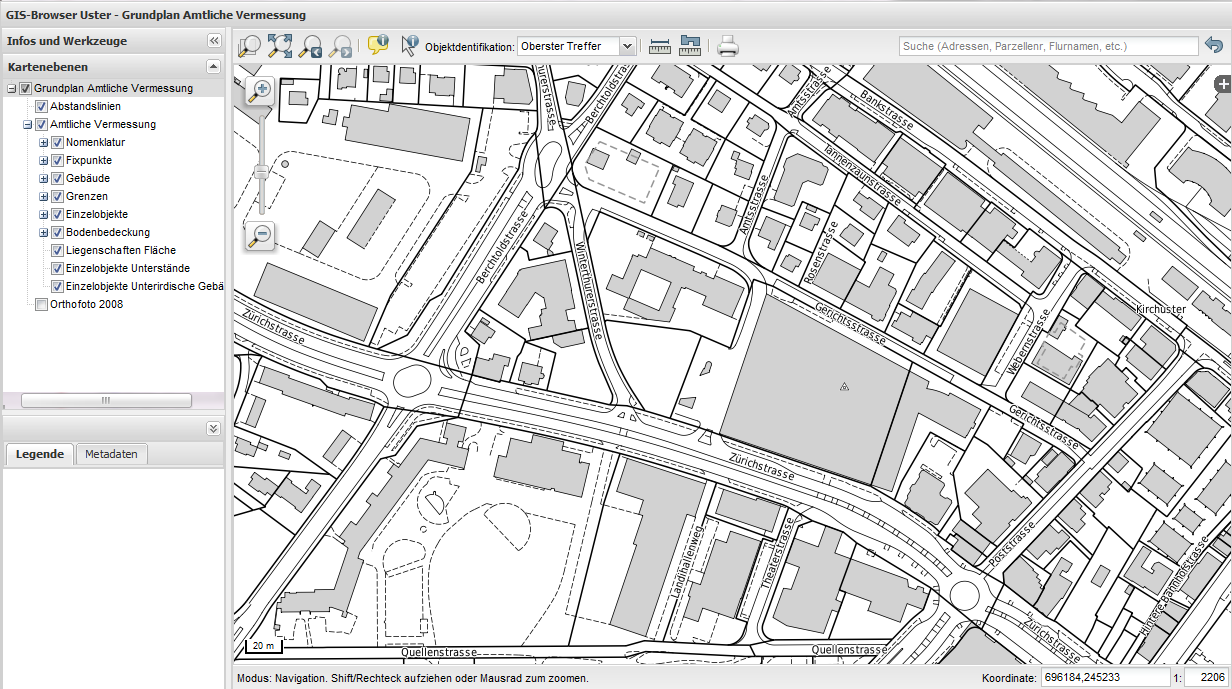 GIS-Browser Uster - Grundplan Amtliche Vermessung
Infos und Werkzeuge
Kartenebenen
Grundplan Amtliche Vermessung
Abstandslinien
Amtliche Vermessung
Nomenklatur
Fixpunkte
Gebäude
Grenzen
Einzelobjekte
Bodenbedeckung
Liegenschaften Fläche
Einzelobjekte Unterstände
Einzelobjekte Unterirdische Gebä
Orthofoto 2008
Legende
Metadaten
Objektidentifikation:
Oberster Treffer
Suche (Adressen, Parzellenr, Flurnamen, etc.)
thurerstrasse
Berchtoldstras
Amtsstrasse
Bankstrasse
Tannenzaunstrasse
Amtsstrasse
Rosenstrasse
Berchtoldstrasse
Winterthurerstrasse
Gerichtsstrasse
Kirchuster
Webernstrasse
Zürichstrasse
Gerichtsstrasse
Zürichstrasse
Poststrasse
Landihallenweg
Theaterstrasse
Hintere Bahnhofstrasse
Zürichstrasse
20 m
Quellenstrasse
Quellenstrasse
Modus: Navigation. Shift/Rechteck aufziehen oder Mausrad zum zoomen.
Koordinate:
696184,245233
1:
2206